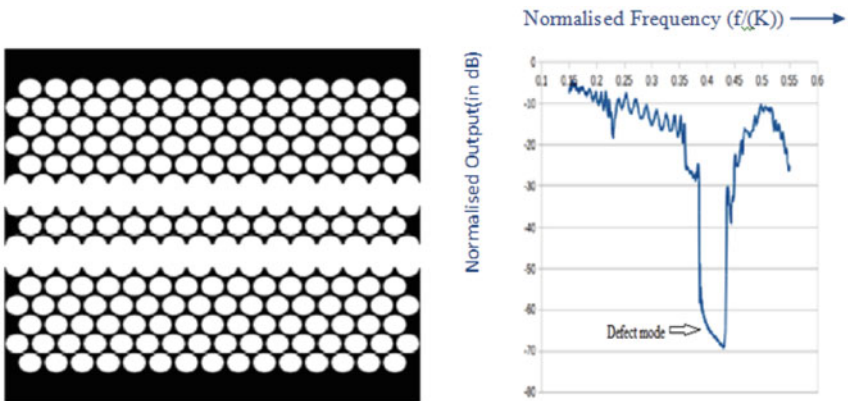 Normalised Frequency (f/(K))
Normalised Output(in dB)
0
0.1 0.15 0.2 0.25 0.3 0.35 0.4 0.45 0.5 0.55 0.6
-10
-20
-30
-40
-50
-60
Defect mode
-70
-80